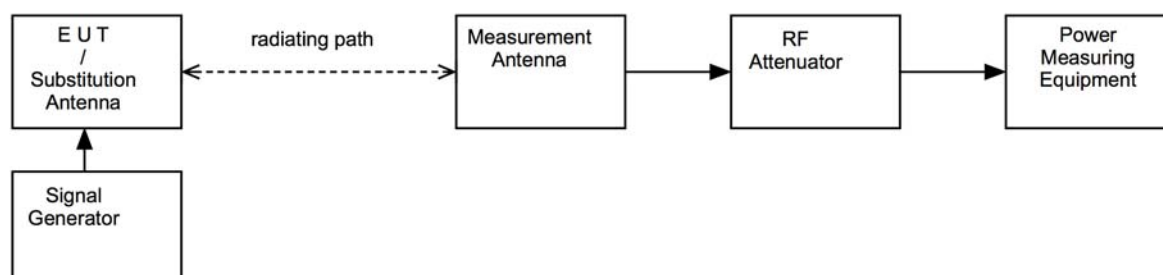 E U T
/
Substitution
Antenna
radiating path
Measurement
Antenna
RF
Attenuator
Power
Measuring
Equipment
Signal
Generator